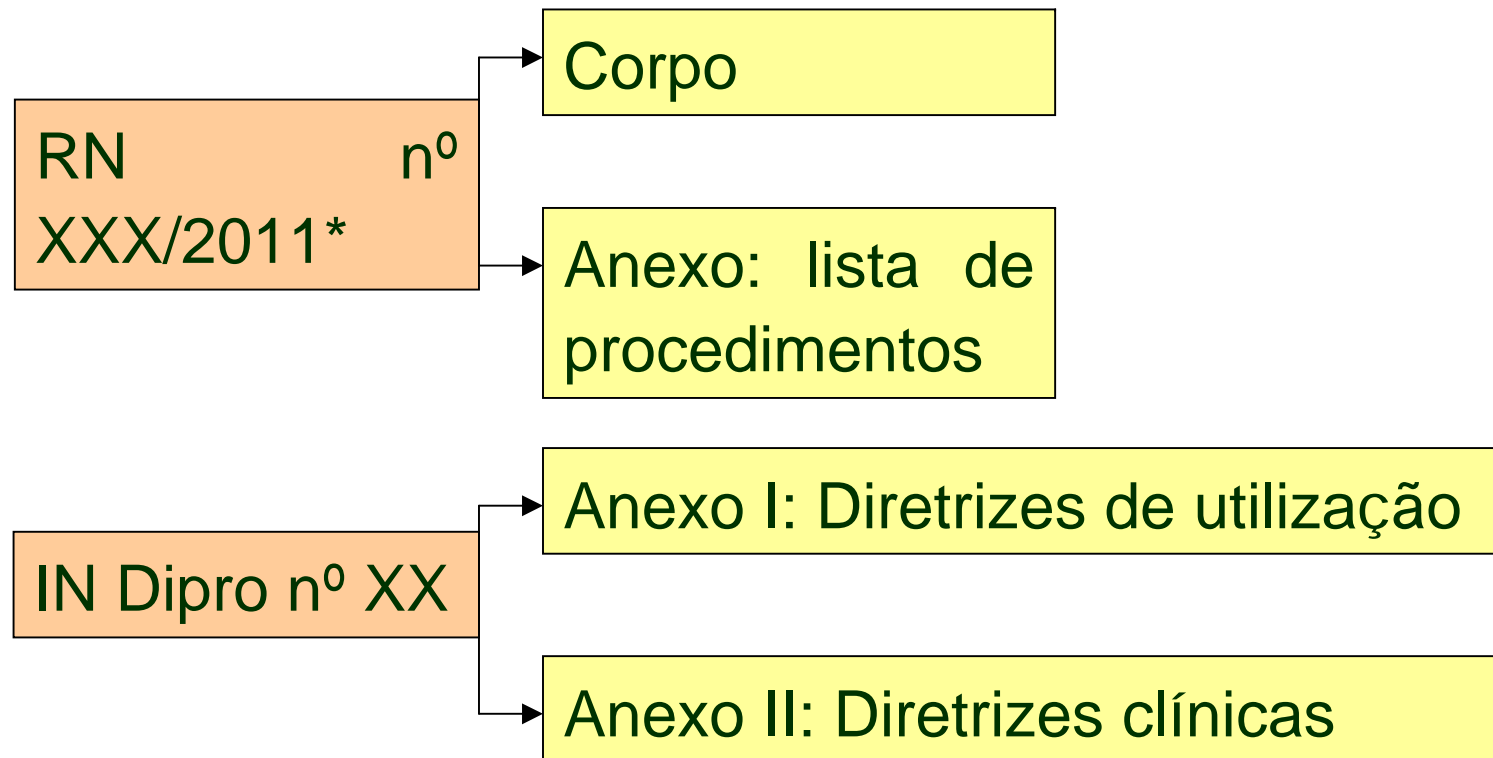 RN nº
XXX/2011*
Corpo
Anexo: lista de
procedimentos
IN Dipro nº XX
Anexo I: Diretrizes de utilização
Anexo II: Diretrizes clínicas